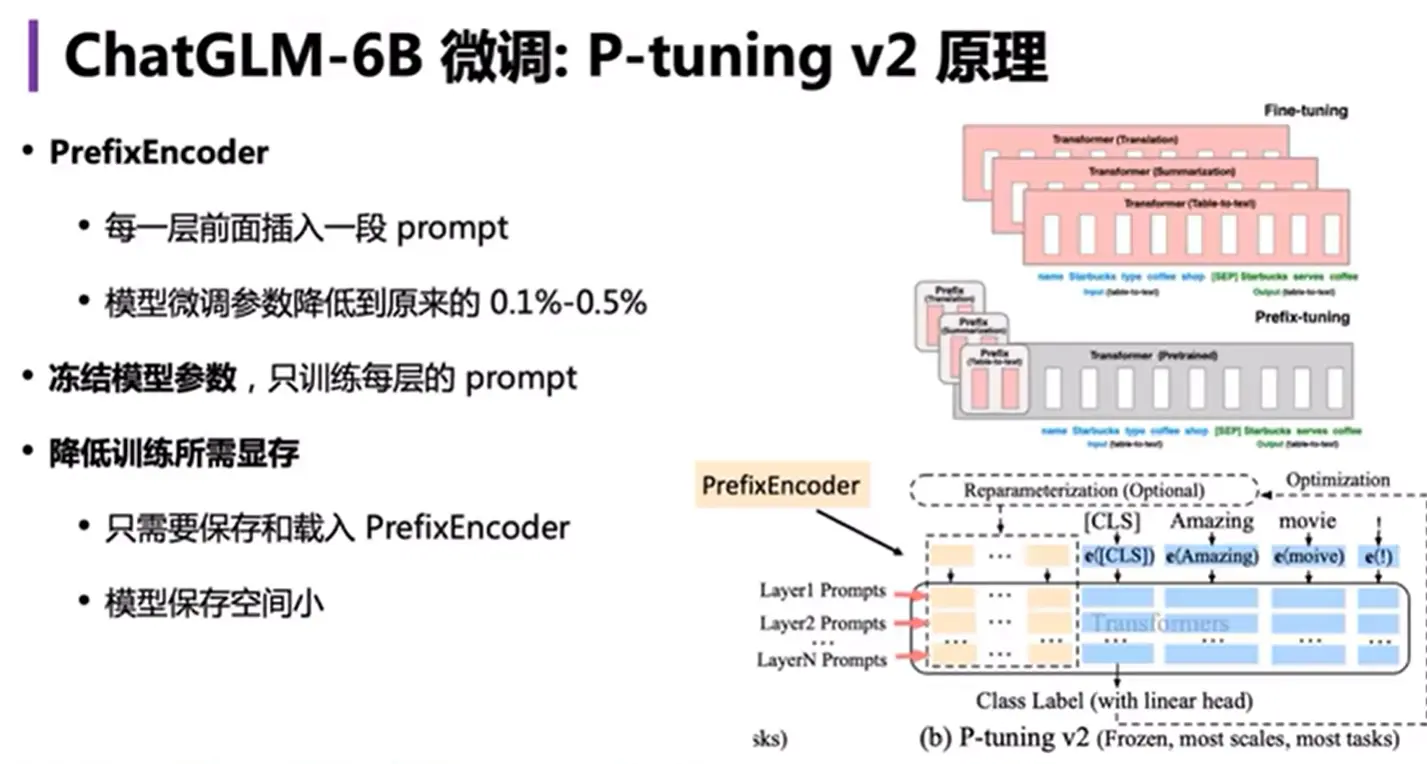 ChatGLM-6B 微调: P-tuning v2 原理
• PrefixEncoder
• 每一层前面插入一段 prompt
• 模型微调参数降低到原来的 0.1%-0.5%
• 冻结模型参数，只训练每层的 prompt
• 降低训练所需显存
• 只需要保存和载入 PrefixEncoder
• 模型保存空间小
Fine-tuning
Transformer (Translation)
Transformer (Summarization)
Transformer (Table-to-text)
name Starbucks type coffee shop [SEP] Starbucks serves coffee
Input (table-to-text) Output (table-to-text)
Prefix-tuning
Prefix
(Translation)
Prefix
(Summarization)
Prefix
(Table-to-text)
Transformer (Pretrained)
name Starbucks type coffee shop [SEP] Starbucks serves coffee
Input (table-to-text) Output (table-to-text)
PrefixEncoder
Reparameterization (Optional)
Optimization
[CLS] Amazing movie !
... e([CLS]) e(Amazing) e(moive) e(!)
Layer1 Prompts ...
Layer2 Prompts ... Transformers
... ... ... ... ... ... ...
LayerN Prompts ...
Class Label (with linear head)
sks) (b) P-tuning v2 (Frozen, most scales, most tasks)